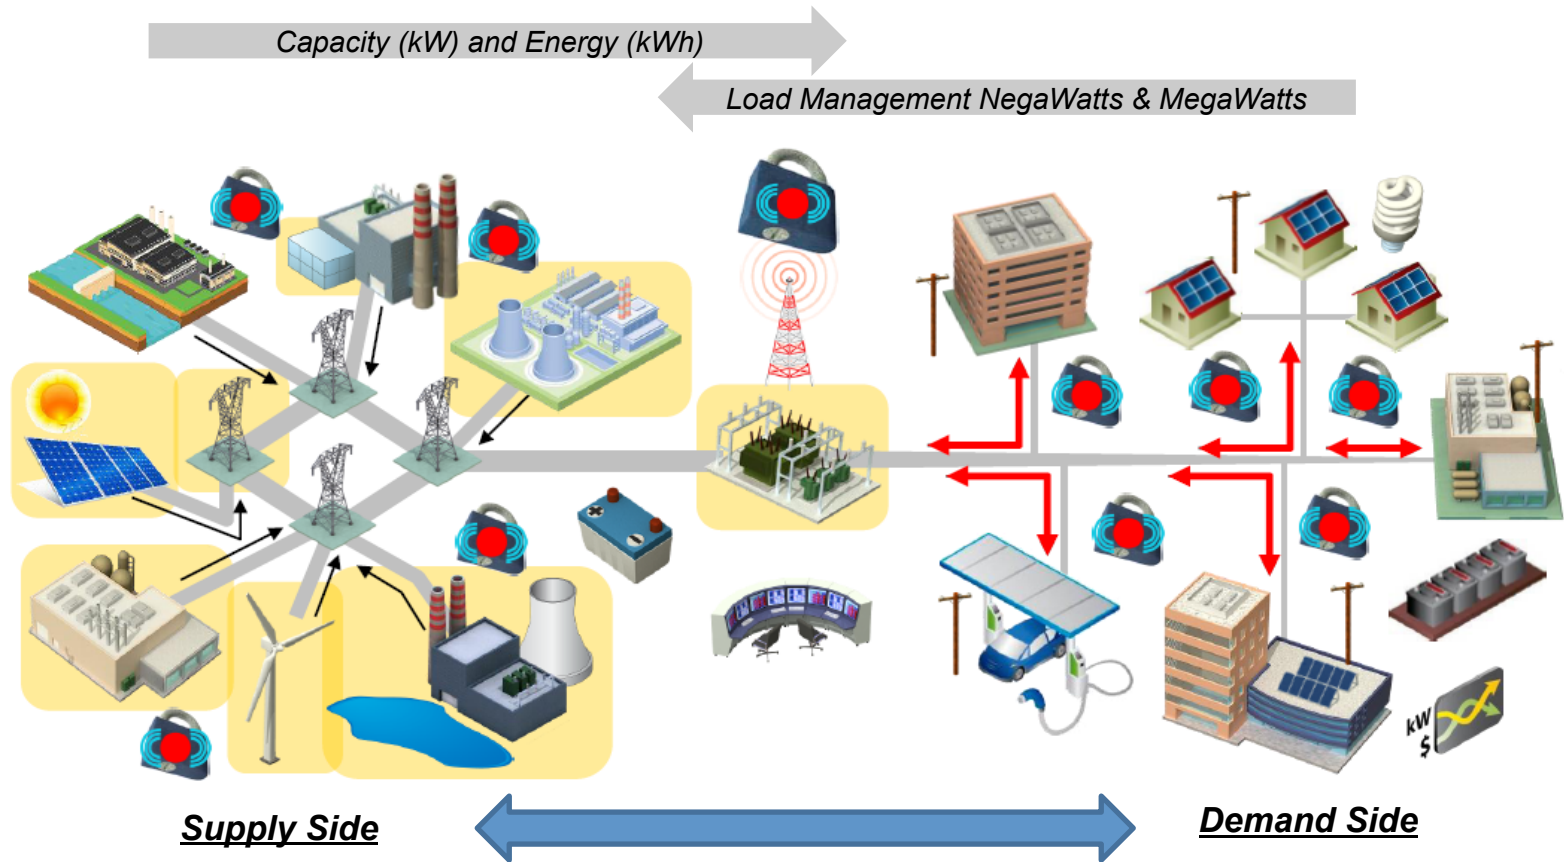 Capacity (kW) and Energy (kWh)
Load Management NegaWatts & MegaWatts
kW
$
Supply Side
Demand Side